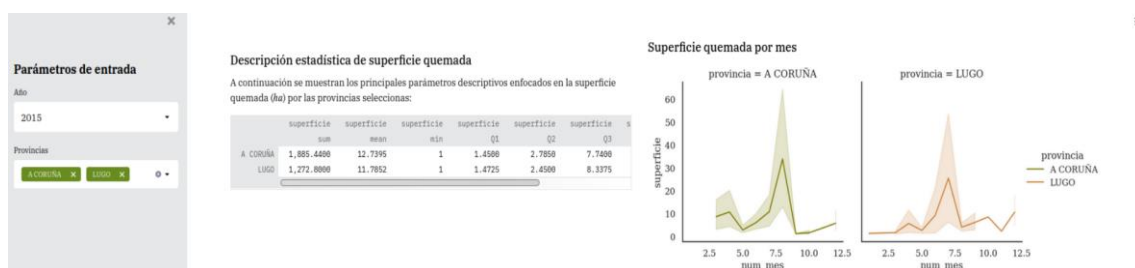 Parámetros de entrada
Año
2015
Provincias
A CORUÑA
LUGO
Descripción estadística de superficie quemada
A continuación se muestran los principales parámetros descriptivos enfocados en la superficie
quemada (ha) por las provincias seleccionas:
superficie superficie superficie superficie superficie superficie s
sum mean min Q1 Q2 Q3
A CORUÑA 1,885.4400 12.7395 1 1.4500 2.7850 7.7400
LUGO 1,272.8000 11.7852 1 1.4725 2.4500 8.3375
Superficie quemada por mes
provincia = A CORUÑA provincia = LUGO
60
50
40
30
20
10
0
superficie
2.5 5.0 7.5 10.0 12.5 2.5 5.0 7.5 10.0 12.5
num_mes num_mes
provincia
A CORUÑA
LUGO